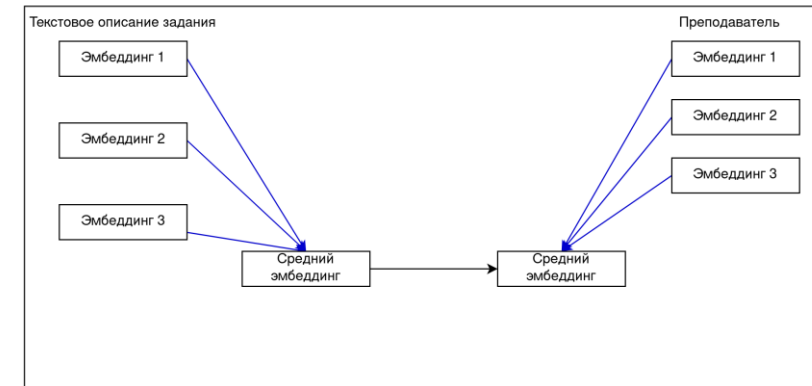 Текстовое описание задания
Преподаватель
Эмбеддинг 1
Эмбеддинг 1
Эмбеддинг 2
Эмбеддинг 2
Эмбеддинг 3
Эмбеддинг 3
Средний
эмбеддинг
Средний
эмбеддинг